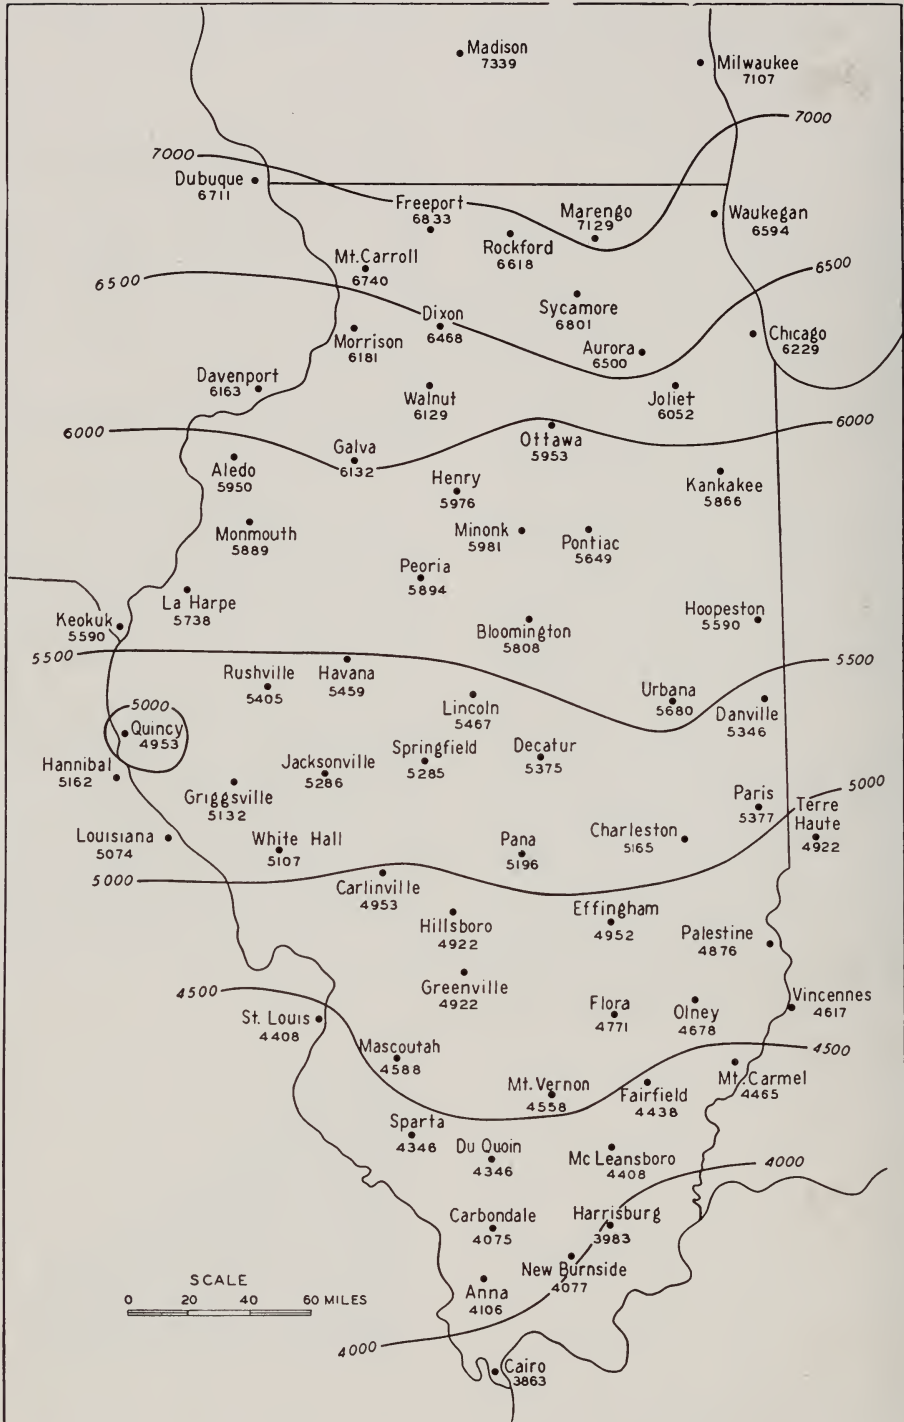 Madison
7339
Milwaukee
7107
7000
7000
Dubuque
6711
Freeport
6833
Marengo
7129
Waukegan
6594
Rockford
6618
Mt. Carroll
6740
6500
6500
Sycamore
6801
Dixon
6468
Morrison
6181
Aurora
6500
Chicago
6229
Davenport
6163
Walnut
6129
Joliet
6052
6000
6000
Ottawa
5953
Galva
6132
Aledo
5950
Henry
5976
Kankakee
5866
Monmouth
5889
Minonk
5981
Pontiac
5649
Peoria
5894
La Harpe
5738
Keokuk
5590
Hoopeston
5590
Bloomington
5808
5500
5500
Rushville
5405
Havana
5459
Lincoln
5467
Urbana
5680
Danville
5346
5000
Quincy
4953
Hannibal
5162
Jacksonville
5286
Springfield
5285
Decatur
5375
Griggsville
5132
5000
Paris
5377
Terre
Haute
4922
Louisiana
5074
White Hall
5107
Pana
5196
Charleston
5165
5000
Carlinville
4953
Hillsboro
4922
Effingham
4952
Palestine
4876
Greenville
4922
4500
St. Louis
4408
Flora
4771
Olney
4678
Vincennes
4617
Mascoutah
4588
4500
Mt. Vernon
4558
Fairfield
4438
Mt. Carmel
4465
Sparta
4346
Du Quoin
4346
Mc Leansboro
4408
4000
Carbondale
4075
Harrisburg
3983
New Burnside
4077
Anna
4106
SCALE
0 20 40 60 MILES
4000
Cairo
3863